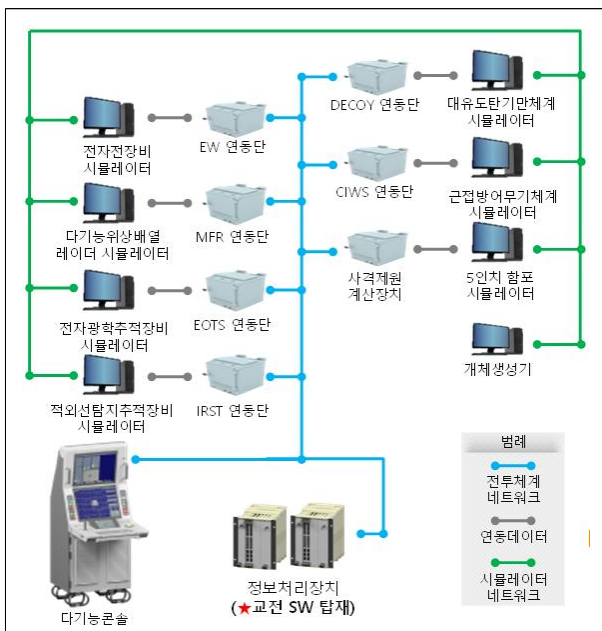 전자전장비
시뮬레이터
EW 연동단
다기능위상배열
레이더 시뮬레이터
MFR 연동단
전자광학추적장비
시뮬레이터
EOTS 연동단
적외선탐지추적장비
시뮬레이터
IRST 연동단
DECOY 연동단
대유도탄기만체계
시뮬레이터
CIWS 연동단
근접방어무기체계
시뮬레이터
사격제원
계산장치
5인치 함포
시뮬레이터
개체생성기
다기능콘솔
정보처리장치
(★교전 SW 탑재)
범례
전투체계
네트워크
연동데이터
시뮬레이터
네트워크